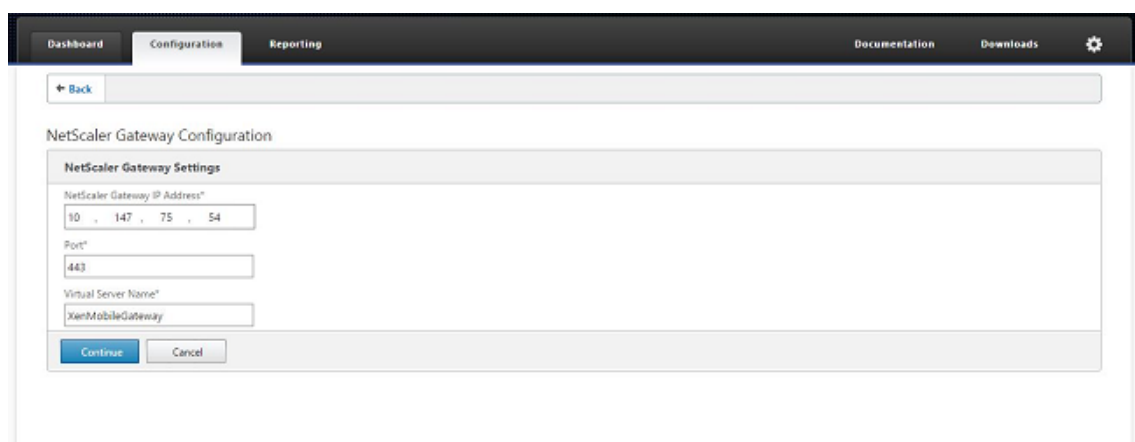 Dashboard Configuration Reporting Documentation Downloads
Back
NetScaler Gateway Configuration
NetScaler Gateway Settings
NetScaler Gateway IP Address*
10 . 147 . 75 . 54
Port*
443
Virtual Server Name*
XenMobileGateway
Continue Cancel